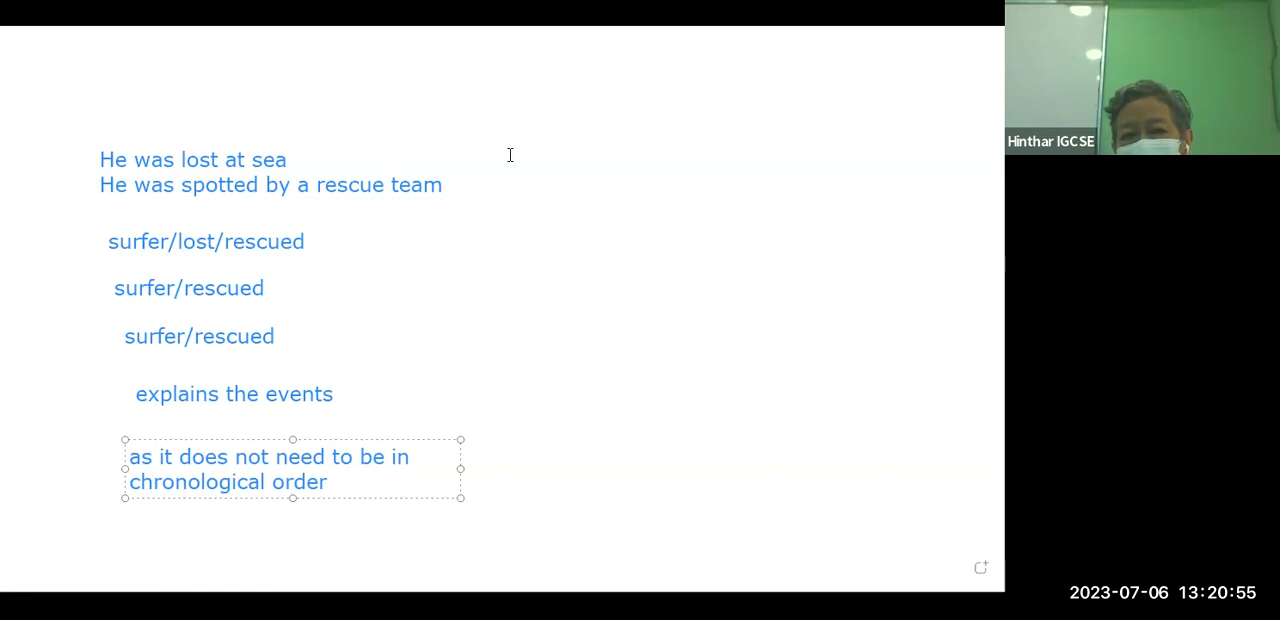 He was lost at sea
He was spotted by a rescue team
surfer/lost/rescued
surfer/rescued
surfer/rescued
explains the events
as it does not need to be in
chronological order
Hinthar IGCSE
2023-07-06 13:20:55